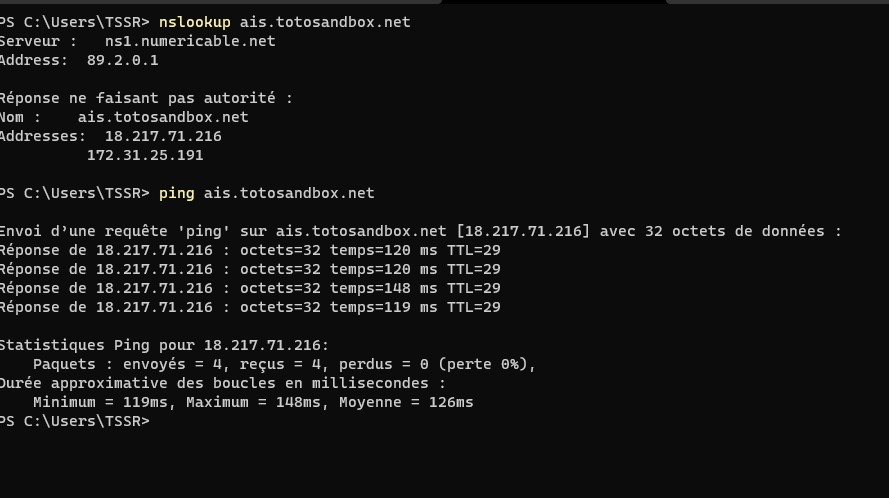 PS C:\Users\TSSR> nslookup ais.totosandbox.net
Serveur :   ns1.numericable.net
Address:  89.2.0.1
Réponse ne faisant pas autorité :
Nom :    ais.totosandbox.net
Addresses:  18.217.71.216
          172.31.25.191
PS C:\Users\TSSR> ping ais.totosandbox.net
Envoi d’une requête 'ping' sur ais.totosandbox.net [18.217.71.216] avec 32 octets de données :
Réponse de 18.217.71.216 : octets=32 temps=120 ms TTL=29
Réponse de 18.217.71.216 : octets=32 temps=120 ms TTL=29
Réponse de 18.217.71.216 : octets=32 temps=148 ms TTL=29
Réponse de 18.217.71.216 : octets=32 temps=119 ms TTL=29
Statistiques Ping pour 18.217.71.216:
    Paquets : envoyés = 4, reçus = 4, perdus = 0 (perte 0%),
Durée approximative des boucles en millisecondes :
    Minimum = 119ms, Maximum = 148ms, Moyenne = 126ms
PS C:\Users\TSSR>